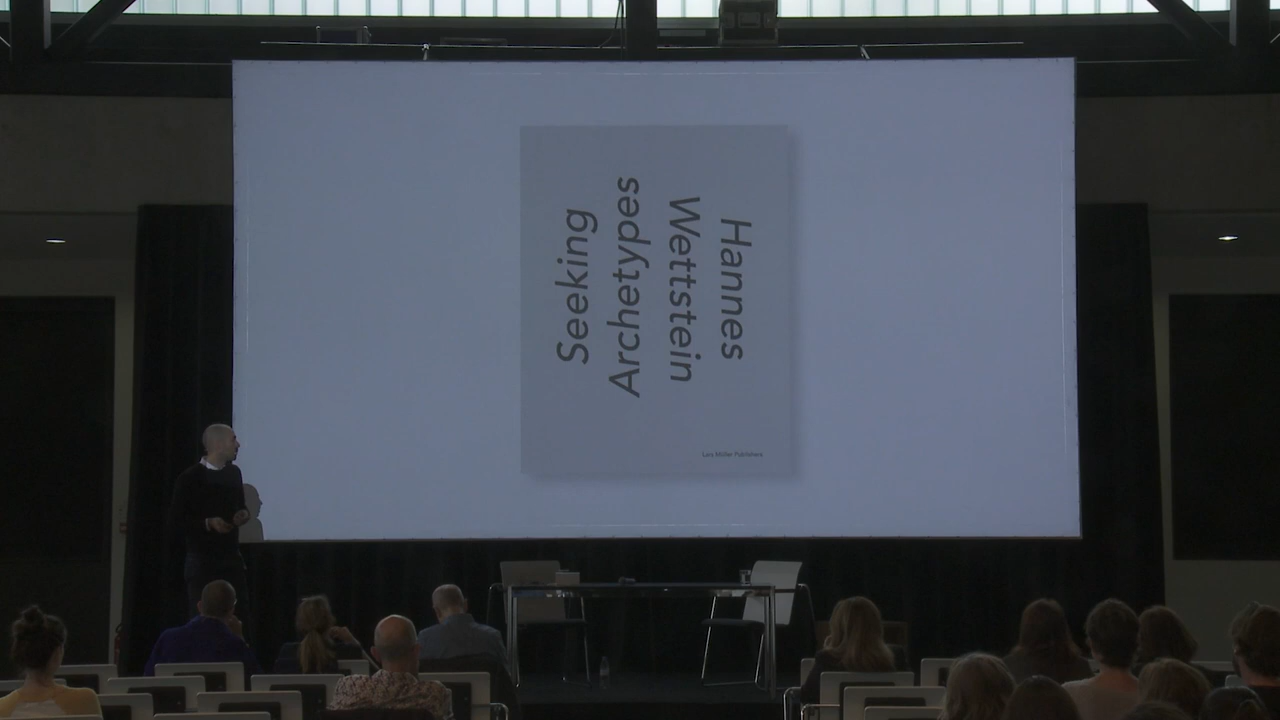 Seeking
Archetypes
Hannes
Wettstein
Lars Müller Publishers